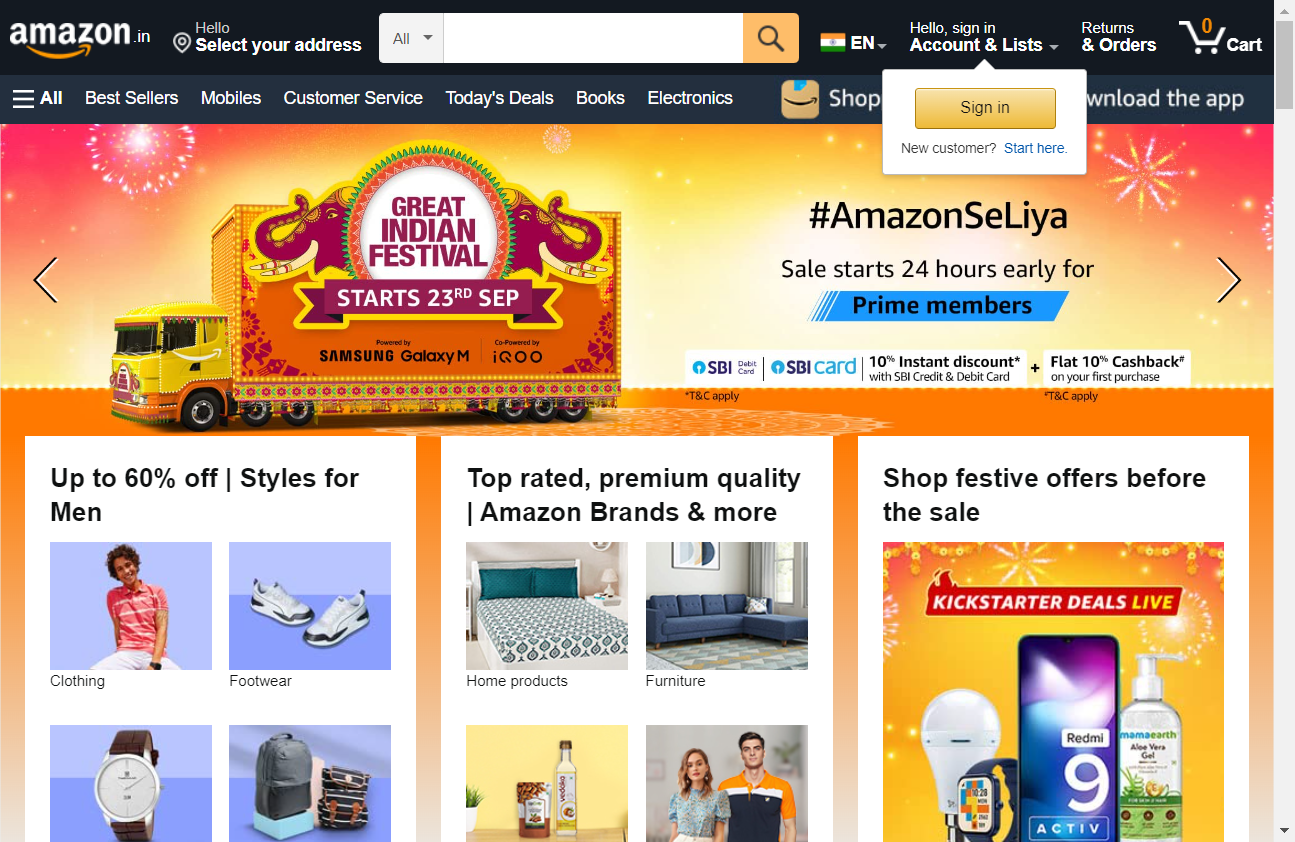 amazon.in
Hello
Select your address
All
EN
Hello, sign in
Account & Lists
Returns
& Orders
0
Cart
All
Best Sellers
Mobiles
Customer Service
Today's Deals
Books
Electronics
Shop
wnload the app
Sign in
New customer? Start here.
GREAT
INDIAN
FESTIVAL
STARTS 23RD SEP
Powered by
SAMSUNG Galaxy M
Co-Powered by
iQOO
#AmazonSeLiya
Sale starts 24 hours early for
Prime members
SBI Debit Card
SBI card
10% Instant discount*
with SBI Credit & Debit Card
+
Flat 10% Cashback#
on your first purchase
*T&C apply
#T&C apply
Up to 60% off | Styles for
Men
Clothing
Footwear
Top rated, premium quality
| Amazon Brands & more
Home products
Furniture
Shop festive offers before
the sale
KICKSTARTER DEALS LIVE
Redmi
9
ACTIV
mamaearth
Aloe Vera
Gel
10:28